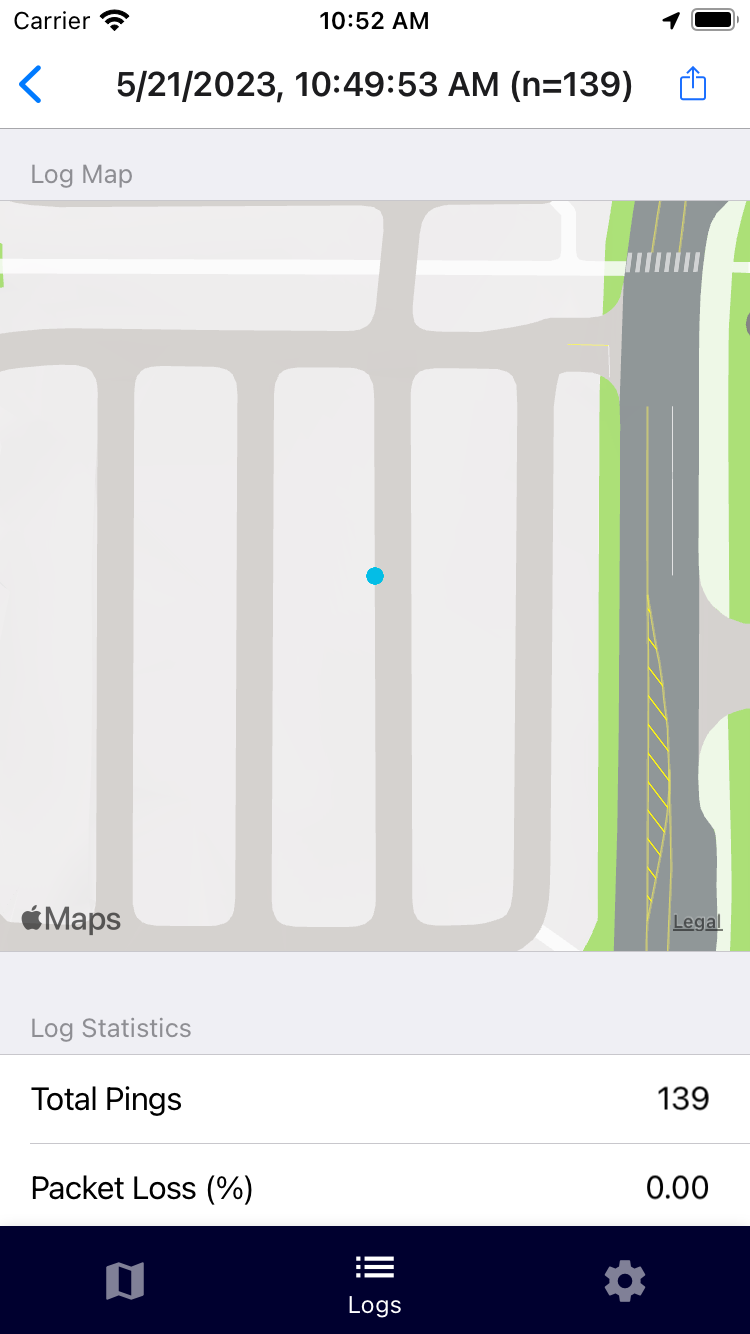 Carrier 10:52 AM
5/21/2023, 10:49:53 AM (n=139)
Log Map
Maps
Legal
Log Statistics
Total Pings 139
Packet Loss (%) 0.00
Logs